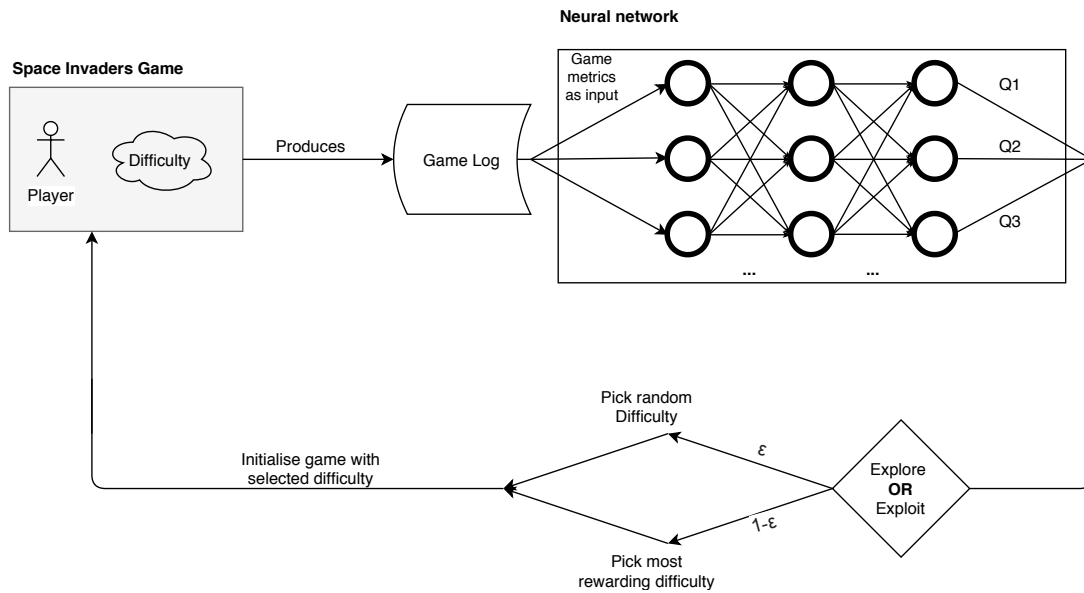 Neural network
Space Invaders Game
Game
metrics
as input
Q1
Q2
Q3
Player
Difficulty
Produces
Game Log
...
...
Pick random
Difficulty
ε
Explore
OR
Exploit
1-ε
Pick most
rewarding difficulty
Initialise game with
selected difficulty